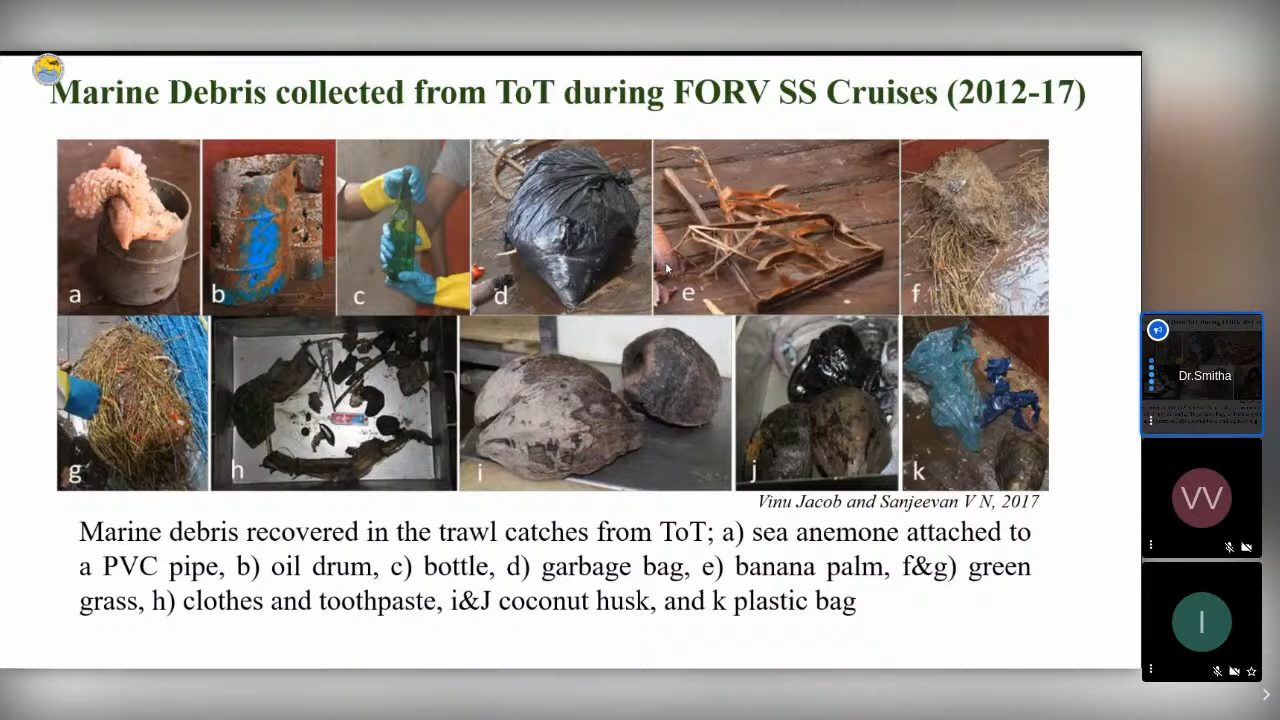 Marine Debris collected from ToT during FORV SS Cruises (2012-17)
a
b
c
d
e
f
g
h
i
j
k
Vinu Jacob and Sanjeevan V N, 2017
Marine debris recovered in the trawl catches from ToT; a) sea anemone attached to
a PVC pipe, b) oil drum, c) bottle, d) garbage bag, e) banana palm, f&g) green
grass, h) clothes and toothpaste, i&J coconut husk, and k plastic bag
Dr.Smitha
VV
I